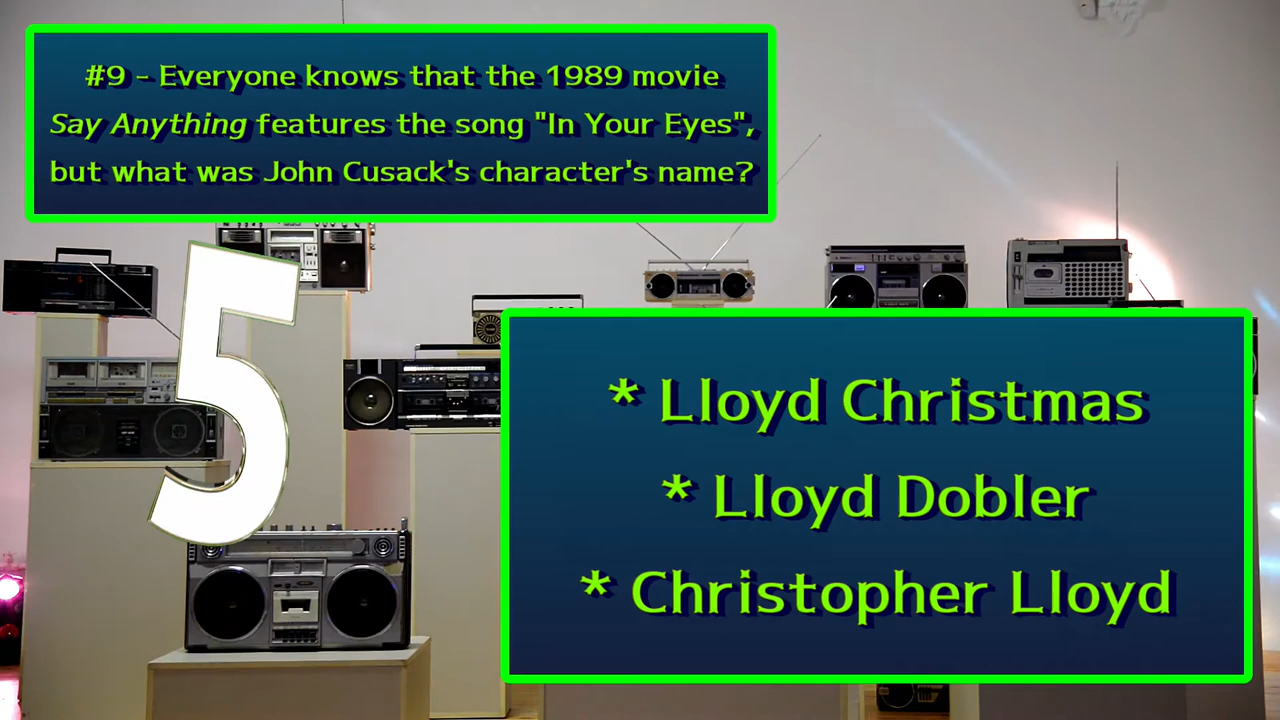 #9 - Everyone knows that the 1989 movie
Say Anything features the song "In Your Eyes",
but what was John Cusack's character's name?
5
* Lloyd Christmas
* Lloyd Dobler
* Christopher Lloyd